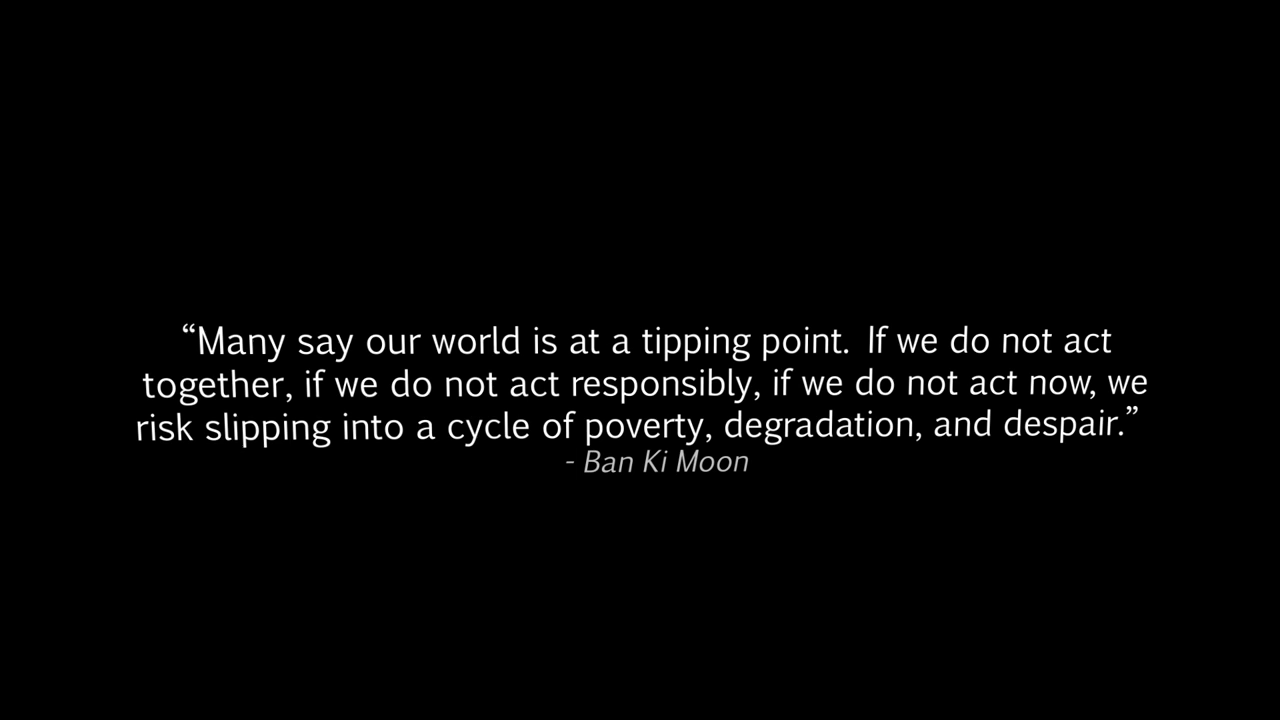 “Many say our world is at a tipping point.  If we do not act
together, if we do not act responsibly, if we do not act now, we
risk slipping into a cycle of poverty, degradation, and despair.”
- Ban Ki Moon